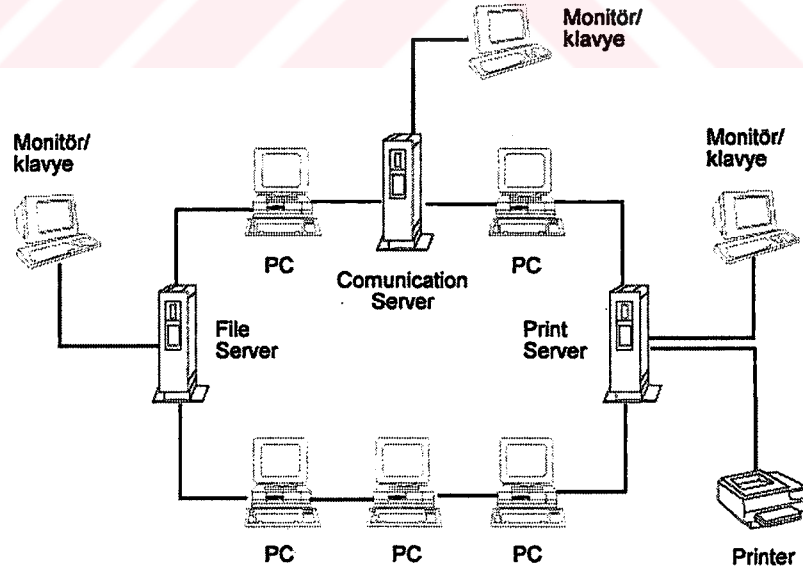 Monitör/
klavye
Monitör/
klavye
Monitör/
klavye
PC
Comunication
Server
PC
File
Server
Print
Server
PC
PC
PC
Printer